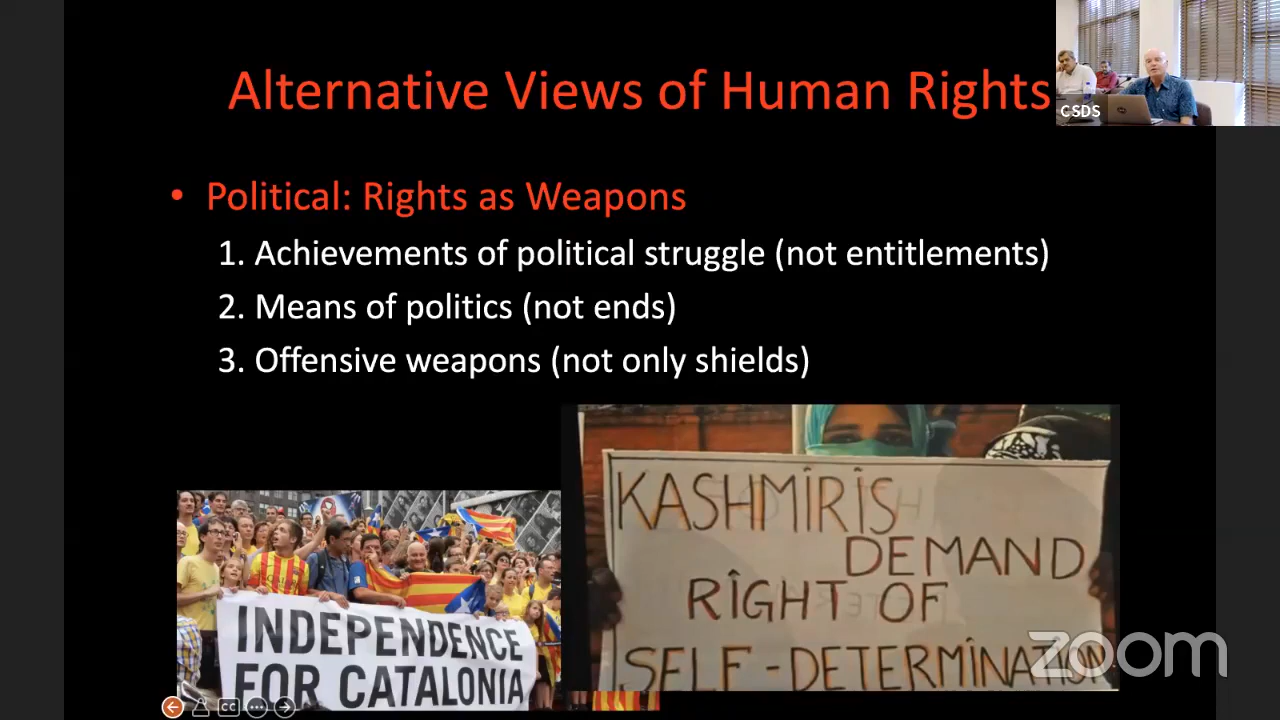 Alternative Views of Human Rights
CSDS
• Political: Rights as Weapons
1. Achievements of political struggle (not entitlements)
2. Means of politics (not ends)
3. Offensive weapons (not only shields)
KASHMIRIS
DEMAND
RIGHT OF
SELF-DETERMINATION
INDEPENDENCE
FOR CATALONIA
zoom
CC